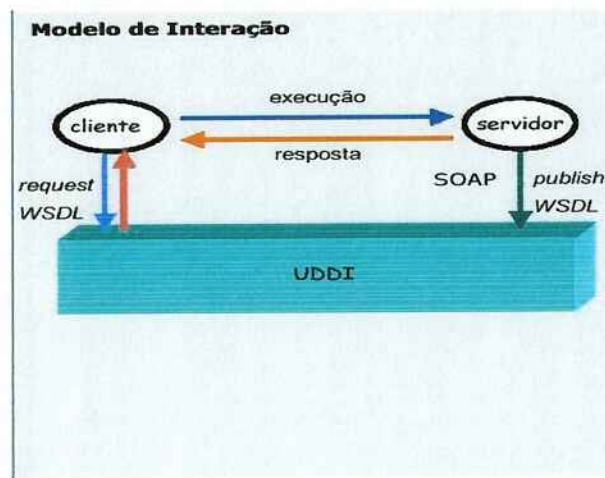 Modelo de Interação
execução
cliente
servidor
resposta
request
WSDL
SOAP
publish
WSDL
UDDI